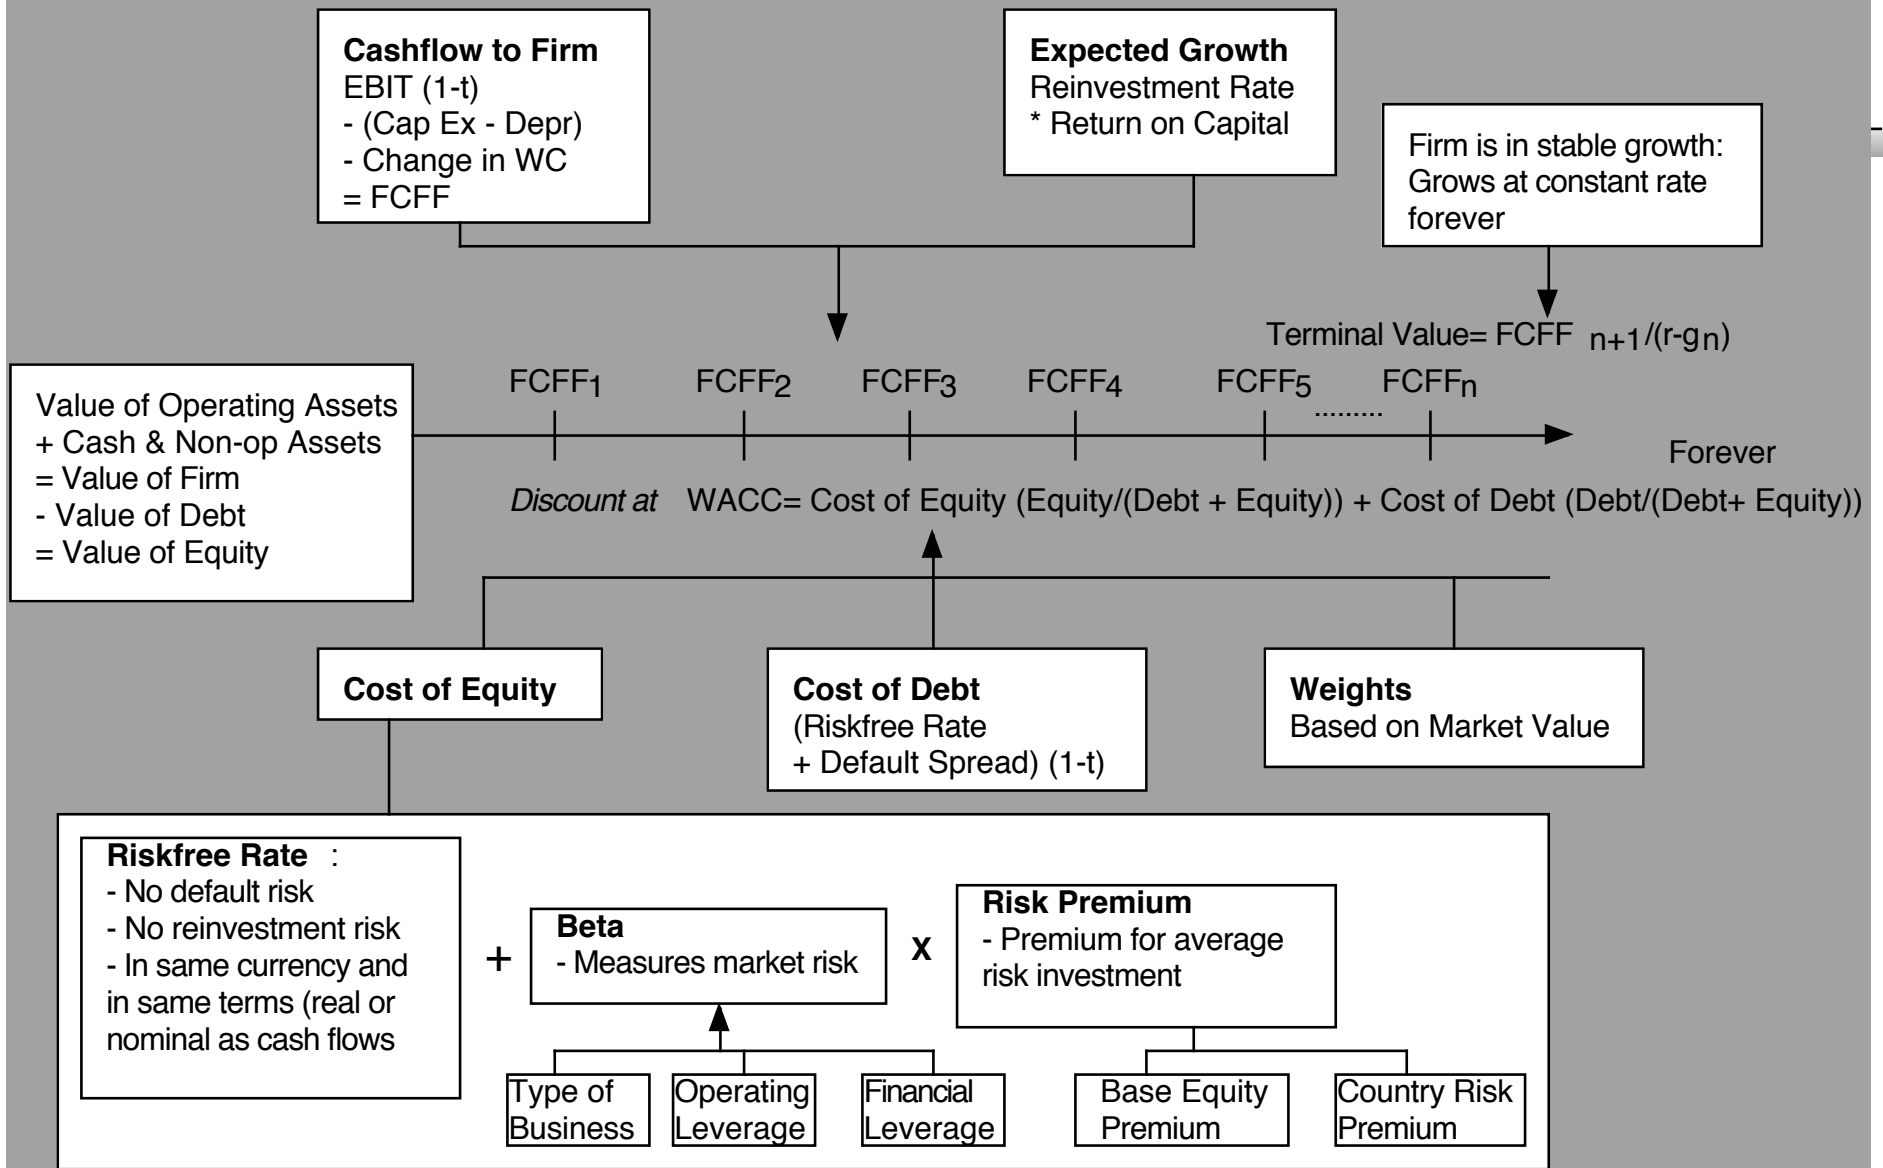 Cashflow to Firm
EBIT (1-t)
- (Cap Ex - Depr)
- Change in WC
= FCFF
Expected Growth
Reinvestment Rate
* Return on Capital
Firm is in stable growth:
Grows at constant rate
forever
Terminal Value= FCFF n+1/(r-gn)
FCFF1 FCFF2 FCFF3 FCFF4 FCFF5 ......... FCFFn
Forever
Value of Operating Assets
+ Cash & Non-op Assets
= Value of Firm
- Value of Debt
= Value of Equity
Discount at WACC= Cost of Equity (Equity/(Debt + Equity)) + Cost of Debt (Debt/(Debt+ Equity))
Cost of Equity
Cost of Debt
(Riskfree Rate
+ Default Spread) (1-t)
Weights
Based on Market Value
Riskfree Rate :
- No default risk
- No reinvestment risk
- In same currency and
in same terms (real or
nominal as cash flows
+
Beta
- Measures market risk
X
Risk Premium
- Premium for average
risk investment
Type of
Business
Operating
Leverage
Financial
Leverage
Base Equity
Premium
Country Risk
Premium